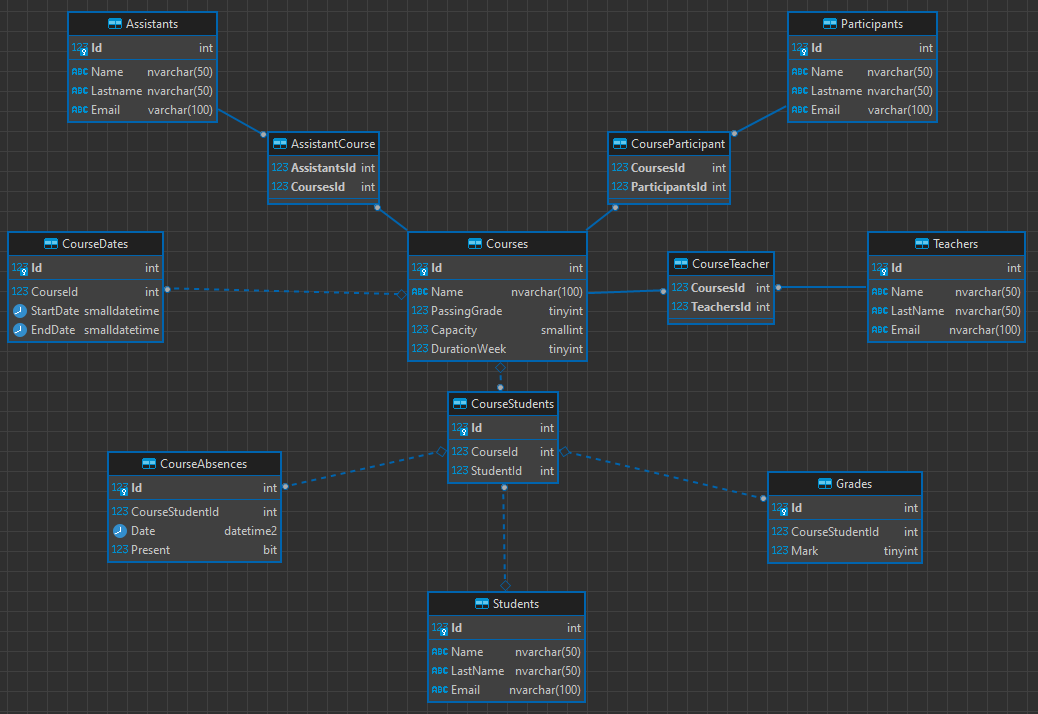 Assistants
123 Id int
ABC Name nvarchar(50)
ABC Lastname nvarchar(50)
ABC Email varchar(100)
Participants
123 Id int
ABC Name nvarchar(50)
ABC Lastname nvarchar(50)
ABC Email varchar(100)
AssistantCourse
123 AssistantsId int
123 CoursesId int
CourseParticipant
123 CoursesId int
123 ParticipantsId int
CourseDates
123 Id int
123 CourseId int
StartDate smalldatetime
EndDate smalldatetime
Courses
123 Id int
ABC Name nvarchar(100)
123 PassingGrade tinyint
123 Capacity smallint
123 DurationWeek tinyint
CourseTeacher
123 CoursesId int
123 TeachersId int
Teachers
123 Id int
ABC Name nvarchar(50)
ABC LastName nvarchar(50)
ABC Email nvarchar(100)
CourseStudents
123 Id int
123 CourseId int
123 StudentId int
CourseAbsences
123 Id int
123 CourseStudentId int
Date datetime2
123 Present bit
Grades
123 Id int
123 CourseStudentId int
123 Mark tinyint
Students
123 Id int
ABC Name nvarchar(50)
ABC LastName nvarchar(50)
ABC Email nvarchar(100)